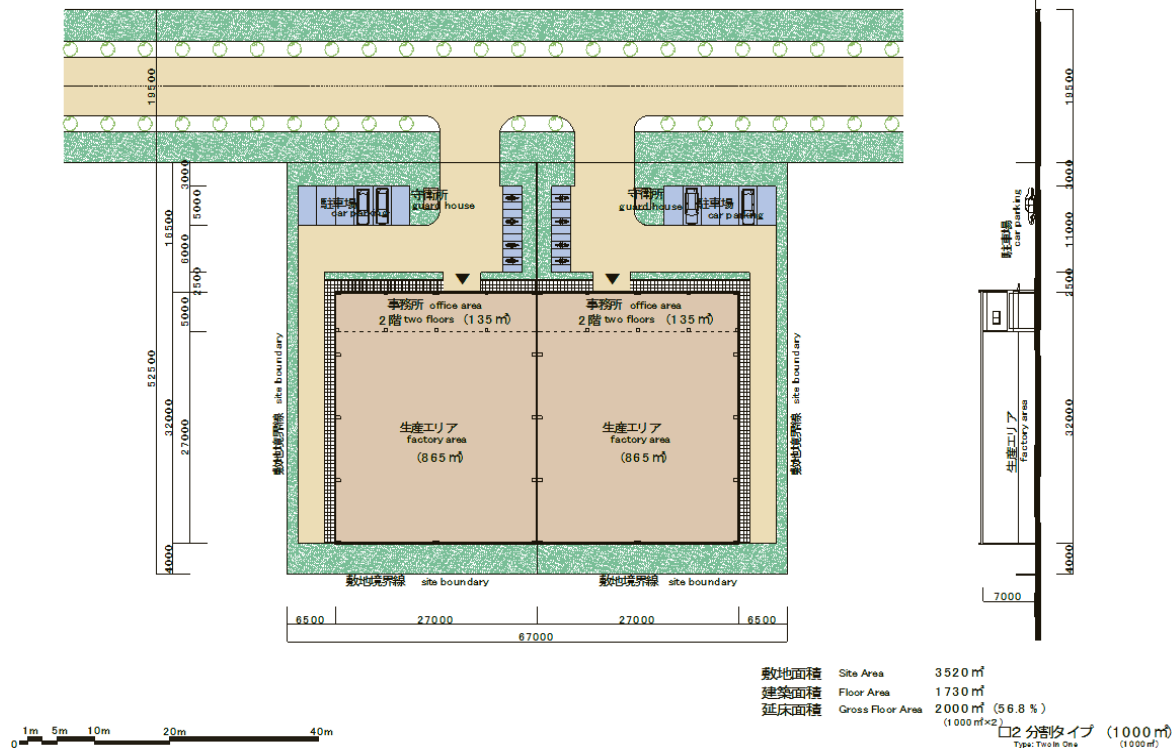 19500
19500
3000
5000
16500
6000
2500
5000
52500
32000
27000
4000
駐車場
car parking
守衛所
guard house
守衛所
guard house
駐車場
car parking
事務所 office area
2階 two floors (135㎡)
事務所 office area
2階 two floors (135㎡)
生産エリア
factory area
(865㎡)
生産エリア
factory area
(865㎡)
敷地境界線 site boundary
敷地境界線 site boundary
敷地境界線 site boundary
敷地境界線 site boundary
6500
27000
27000
6500
67000
駐車場
car parking
生産エリア
factory area
3000
11000
2500
32000
4000
7000
敷地面積 Site Area 3520㎡
建築面積 Floor Area 1730㎡
延床面積 Gross Floor Area 2000㎡ (56.8%)
(1000㎡×2)
□2 分割タイプ (1000㎡)
Type: Two in One (1000㎡)
0 1m 5m 10m 20m 40m